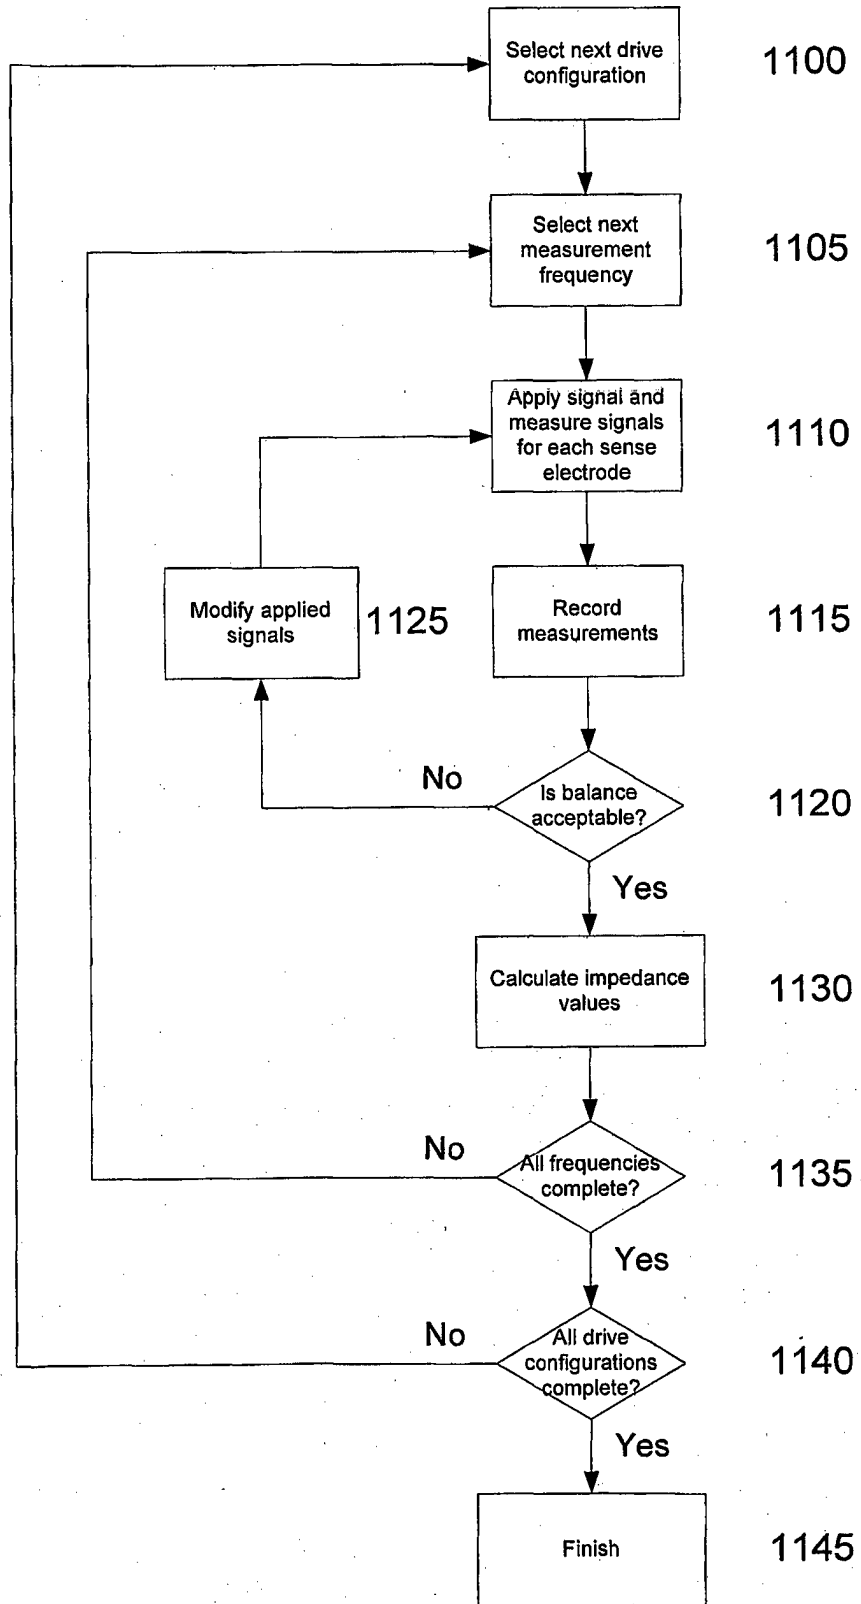 Select next drive
configuration
1100
Select next
measurement
frequency
1105
Apply signal and
measure signals
for each sense
electrode
1110
Modify applied
signals
1125
Record
measurements
1115
No
Is balance
acceptable?
1120
Yes
Calculate impedance
values
1130
No
All frequencies
complete?
1135
Yes
No
All drive
configurations
complete?
1140
Yes
Finish
1145